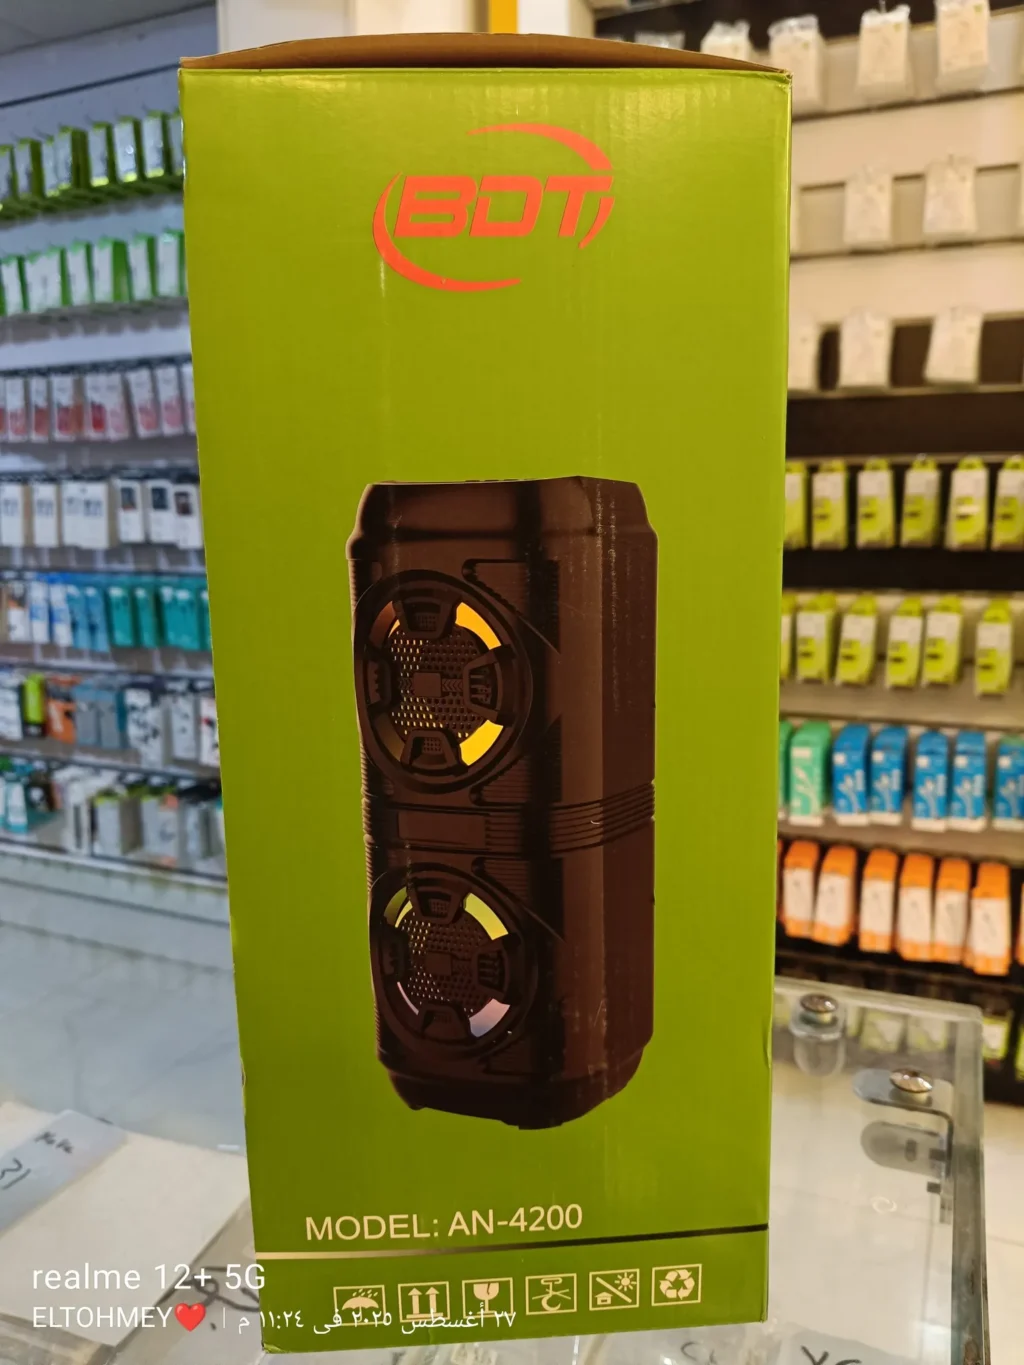 BDT
MODEL: AN-4200
realme 12+ 5G
ELTOHMEY❤️ | ٢٧ أغسطس ٢٠٢٥ في ١١:٢٤ م